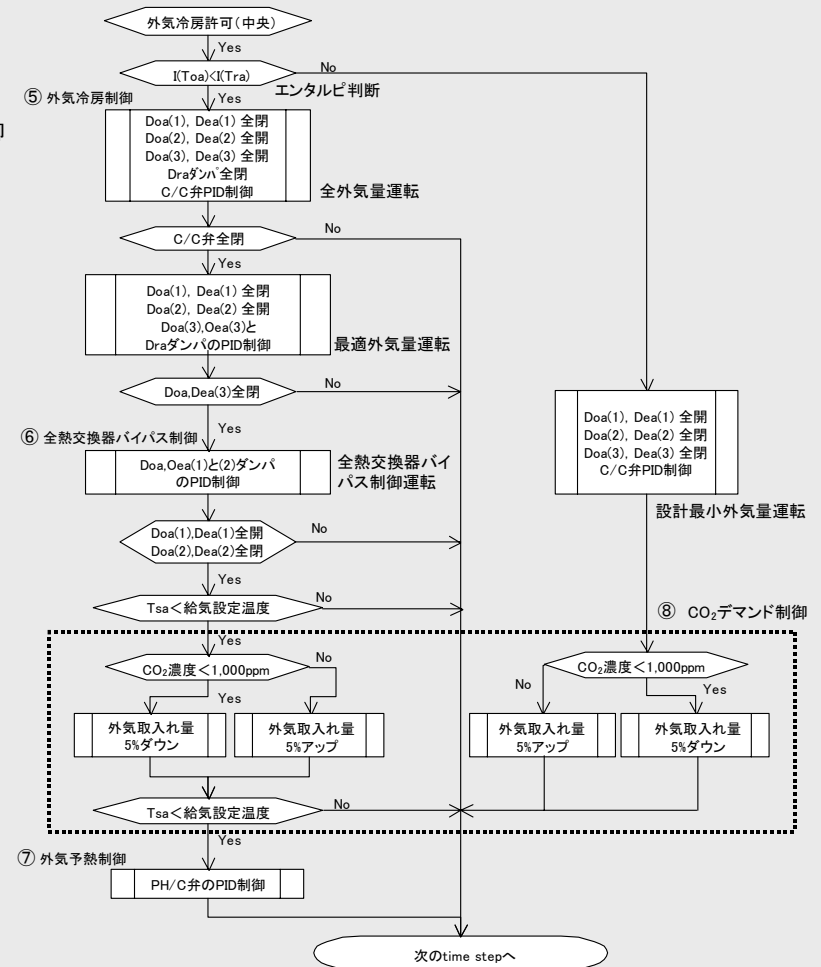 外気冷房許可(中央)
Yes
I(Toa)<I(Tra)
No
エンタルピ判断
⑤ 外気冷房制御
Yes
Doa(1), Dea(1) 全閉
Doa(2), Dea(2) 全開
Doa(3), Dea(3) 全開
Draダンパ全閉
C/C弁PID制御
全外気量運転
C/C弁全閉
No
Yes
Doa(1), Dea(1) 全閉
Doa(2), Dea(2) 全開
Doa(3),Oea(3)と
DraダンパのPID制御
最適外気量運転
Doa,Dea(3)全閉
No
Yes
⑥ 全熱交換器バイパス制御
Doa,Oea(1)と(2)ダンパ
のPID制御
全熱交換器バイ
パス制御運転
Doa(1), Dea(1) 全開
Doa(2), Dea(2) 全閉
Doa(3), Dea(3) 全閉
C/C弁PID制御
設計最小外気量運転
Doa(1),Dea(1)全開
Doa(2),Dea(2)全閉
No
Yes
Tsa<給気設定温度
No
⑧ CO₂デマンド制御
Yes
CO₂濃度<1,000ppm
No
Yes
外気取入れ量
5%ダウン
外気取入れ量
5%アップ
CO₂濃度<1,000ppm
No
Yes
外気取入れ量
5%アップ
外気取入れ量
5%ダウン
Tsa<給気設定温度
No
Yes
⑦ 外気予熱制御
PH/C弁のPID制御
次のtime stepへ